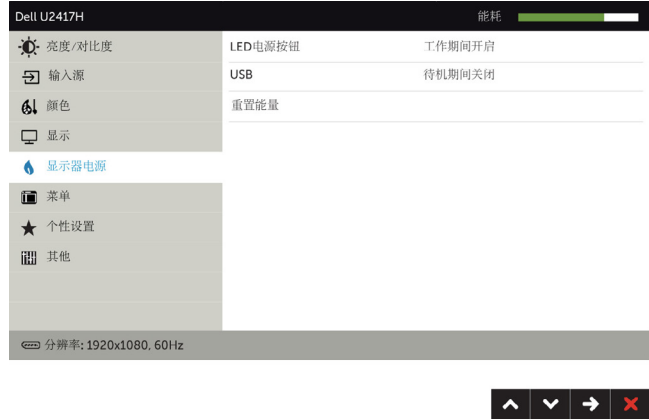 Dell U2417H 能耗
亮度/对比度 LED电源按钮 工作期间开启
输入源 USB 待机期间关闭
颜色 重置能量
显示
显示器电源
菜单
个性设置
其他
分辨率: 1920x1080, 60Hz